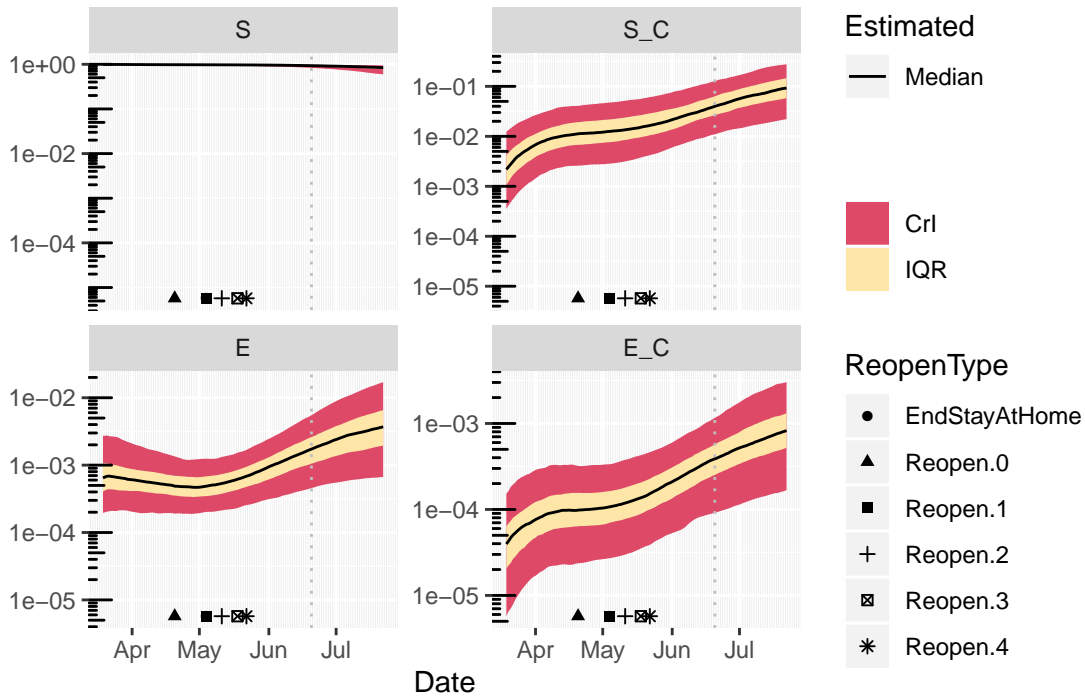 S
S_C
1e+00
1e−02
1e−04
1e−01
1e−02
1e−03
1e−04
1e−05
E
E_C
1e−02
1e−03
1e−04
1e−05
1e−03
1e−04
1e−05
Apr May Jun Jul
Apr May Jun Jul
Date
Estimated
Median
CrI
IQR
ReopenType
EndStayAtHome
Reopen.0
Reopen.1
Reopen.2
Reopen.3
Reopen.4